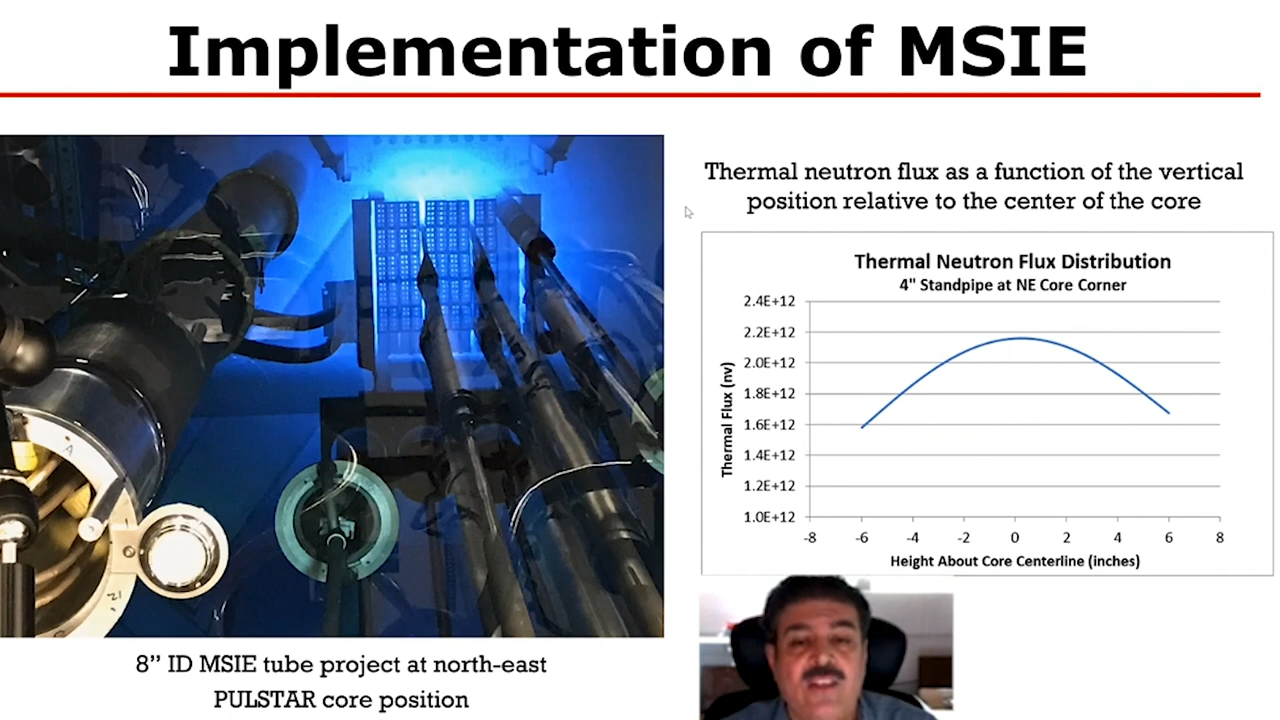 Implementation of MSIE
Thermal neutron flux as a function of the vertical
position relative to the center of the core
Thermal Neutron Flux Distribution
4" Standpipe at NE Core Corner
Thermal Flux (nv)
2.4E+12
2.2E+12
2.0E+12
1.8E+12
1.6E+12
1.4E+12
1.2E+12
1.0E+12
-8 -6 -4 -2 0 2 4 6 8
Height About Core Centerline (inches)
A
8” ID MSIE tube project at north-east
PULSTAR core position